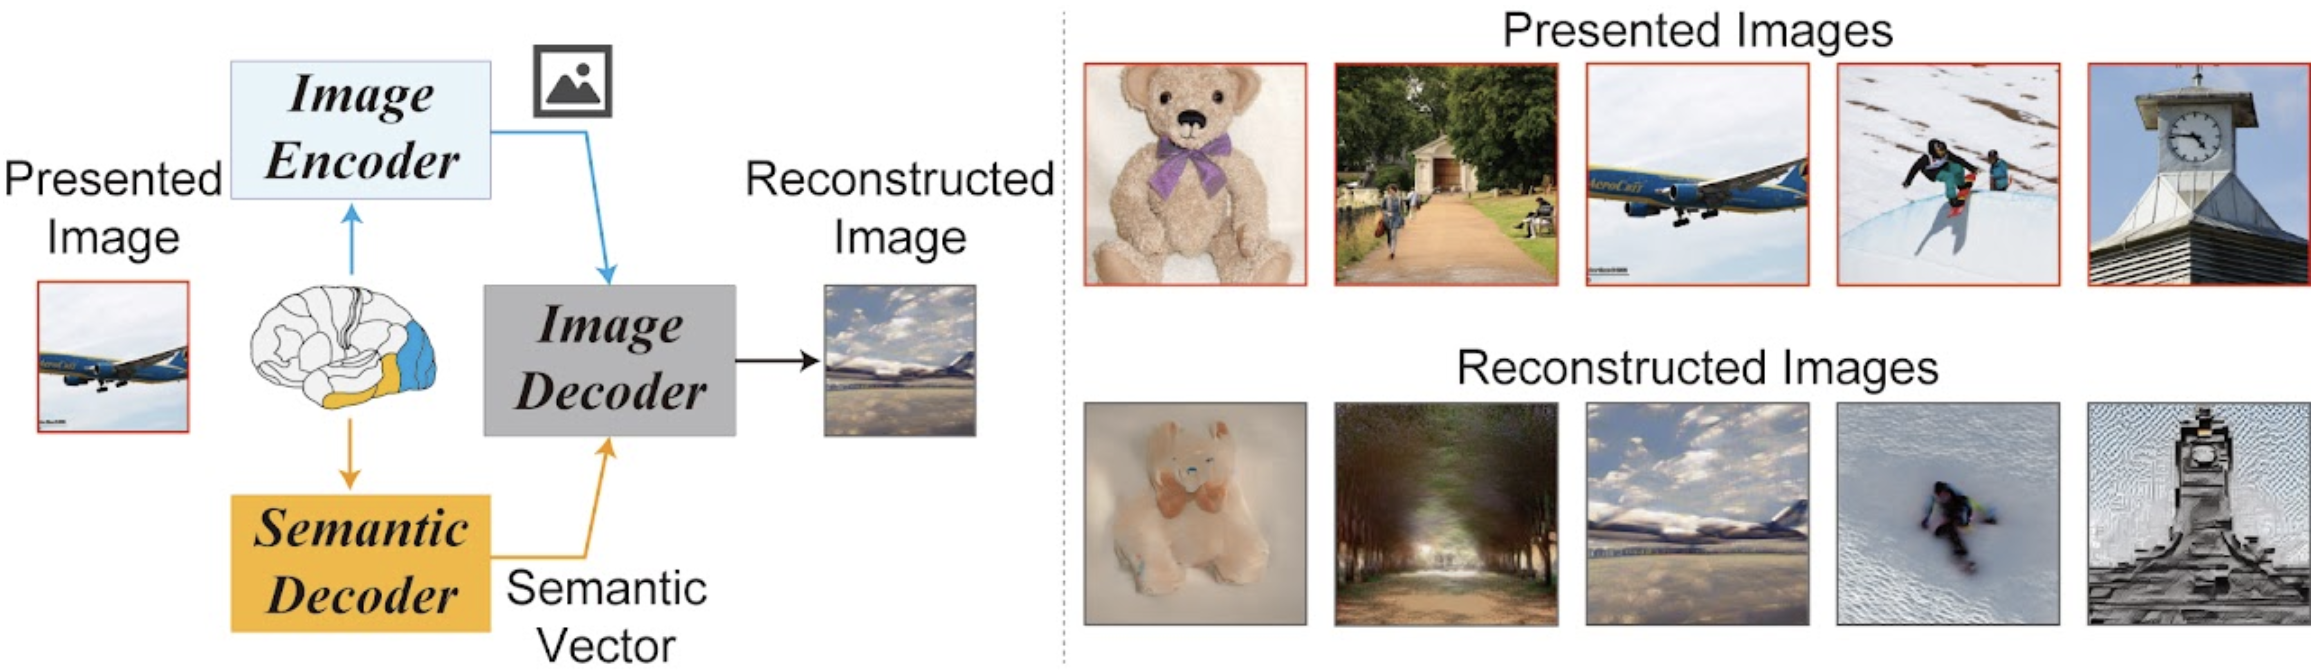 Presented
Image
Image
Encoder
Semantic
Decoder
Semantic
Vector
Image
Decoder
Reconstructed
Image
Presented Images
Reconstructed Images